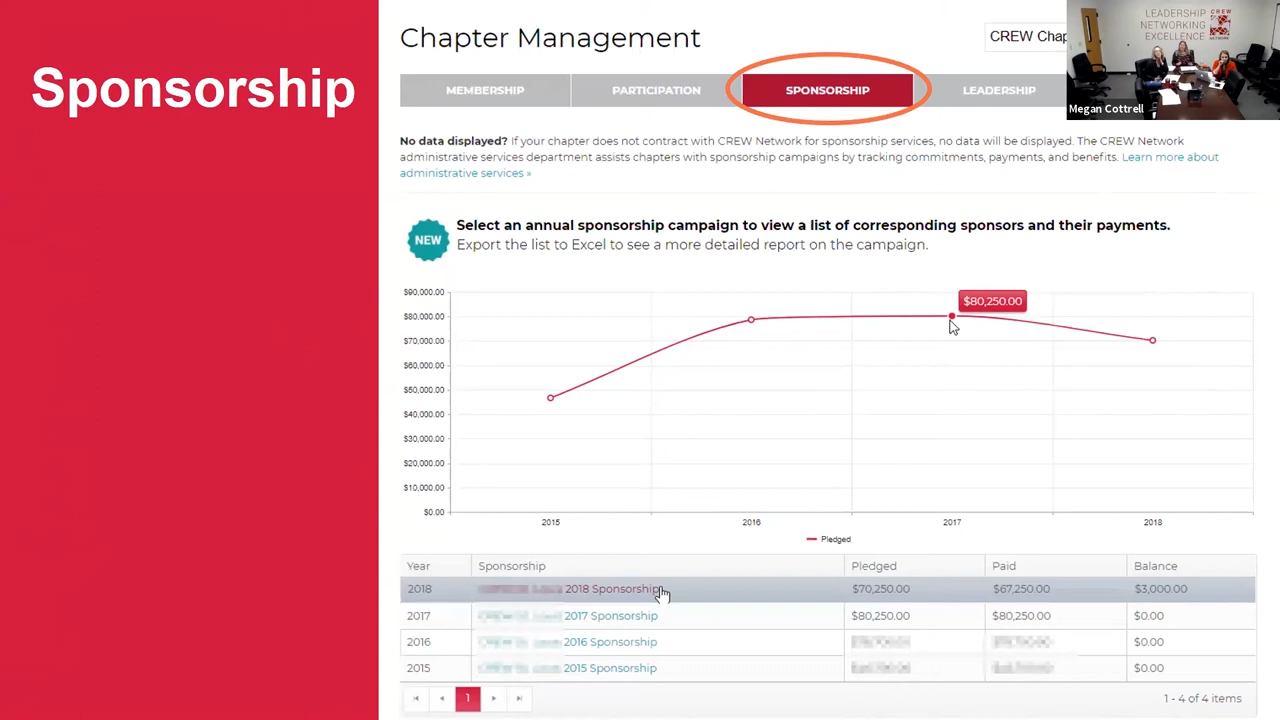 Sponsorship
Chapter Management
CREW Chap
LEADERSHIP
NETWORKING
EXCELLENCE
CREW
NETWORK
Megan Cottrell
MEMBERSHIP PARTICIPATION SPONSORSHIP LEADERSHIP
No data displayed? If your chapter does not contract with CREW Network for sponsorship services, no data will be displayed. The CREW Network
administrative services department assists chapters with sponsorship campaigns by tracking commitments, payments, and benefits. Learn more about
administrative services »
NEW
Select an annual sponsorship campaign to view a list of corresponding sponsors and their payments.
Export the list to Excel to see a more detailed report on the campaign.
$90,000.00
$80,250.00
$80,000.00
$70,000.00
$60,000.00
$50,000.00
$40,000.00
$30,000.00
$20,000.00
$10,000.00
$0.00
2015 2016 2017 2018
Pledged
Year Sponsorship Pledged Paid Balance
2018 2018 Sponsorship $70,250.00 $67,250.00 $3,000.00
2017 2017 Sponsorship $80,250.00 $80,250.00 $0.00
2016 2016 Sponsorship $0.00
2015 2015 Sponsorship $0.00
1
1 - 4 of 4 items